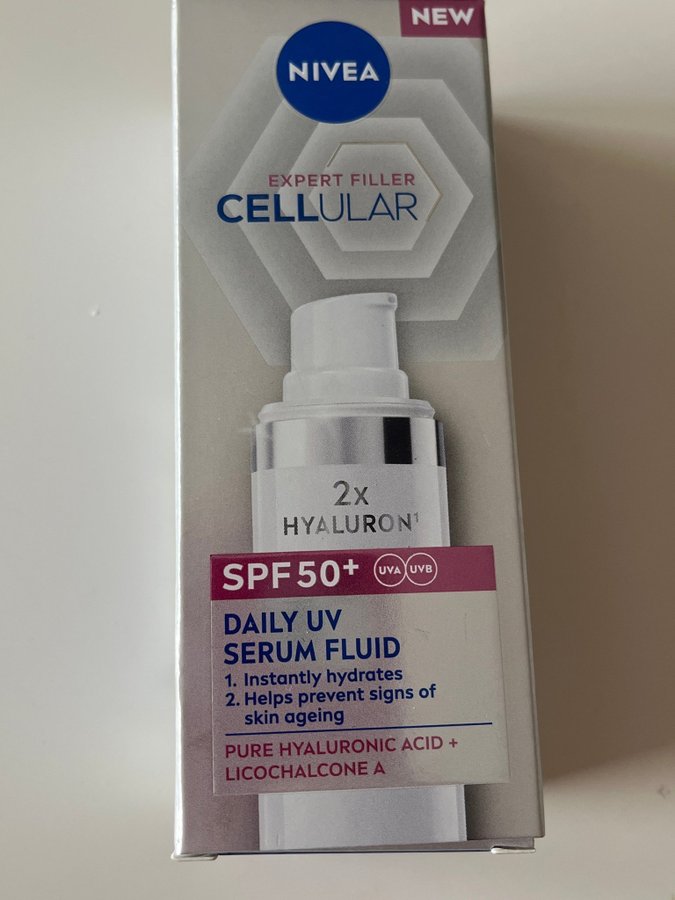 NEW
NIVEA
EXPERT FILLER
CELLULAR
2x
HYALURON¹
SPF 50+ UVA UVB
DAILY UV
SERUM FLUID
1. Instantly hydrates
2. Helps prevent signs of
skin ageing
PURE HYALURONIC ACID +
LICOCHALCONE A